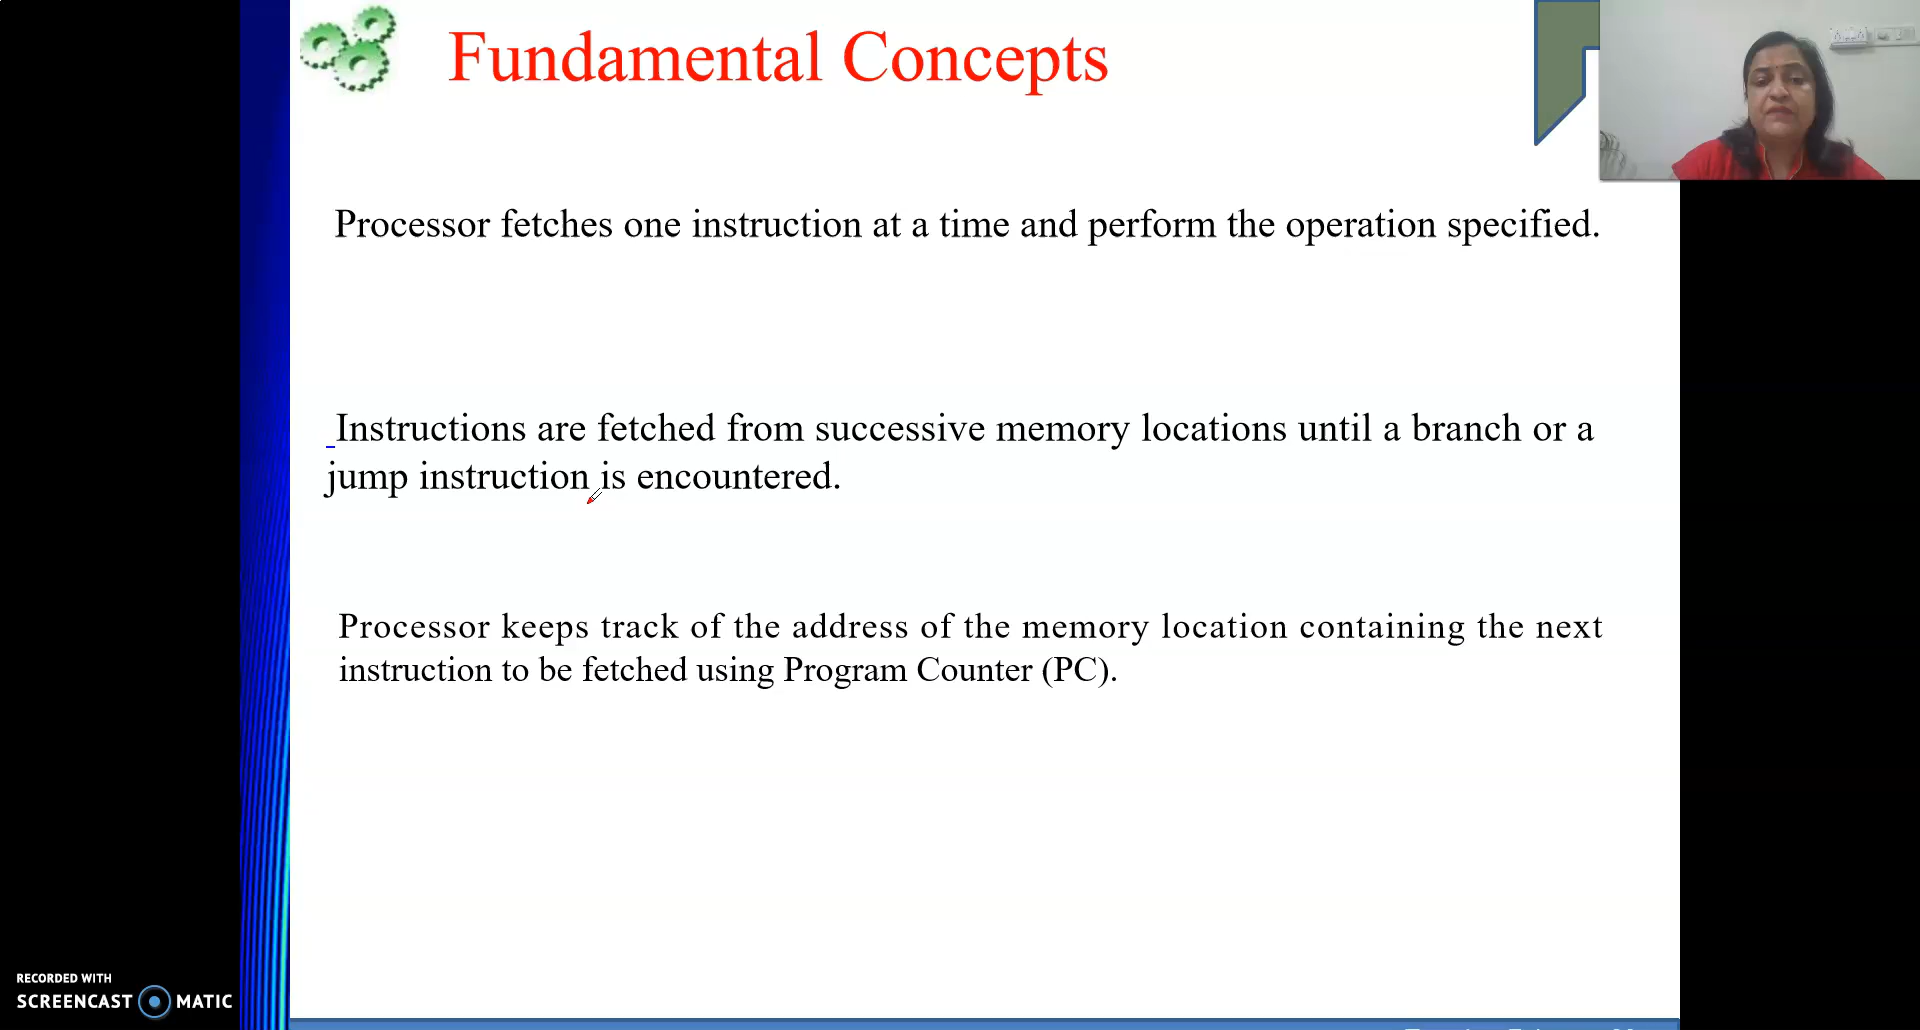 Fundamental Concepts
Processor fetches one instruction at a time and perform the operation specified.
Instructions are fetched from successive memory locations until a branch or a
jump instruction is encountered.
Processor keeps track of the address of the memory location containing the next
instruction to be fetched using Program Counter (PC).
RECORDED WITH
SCREENCAST MATIC